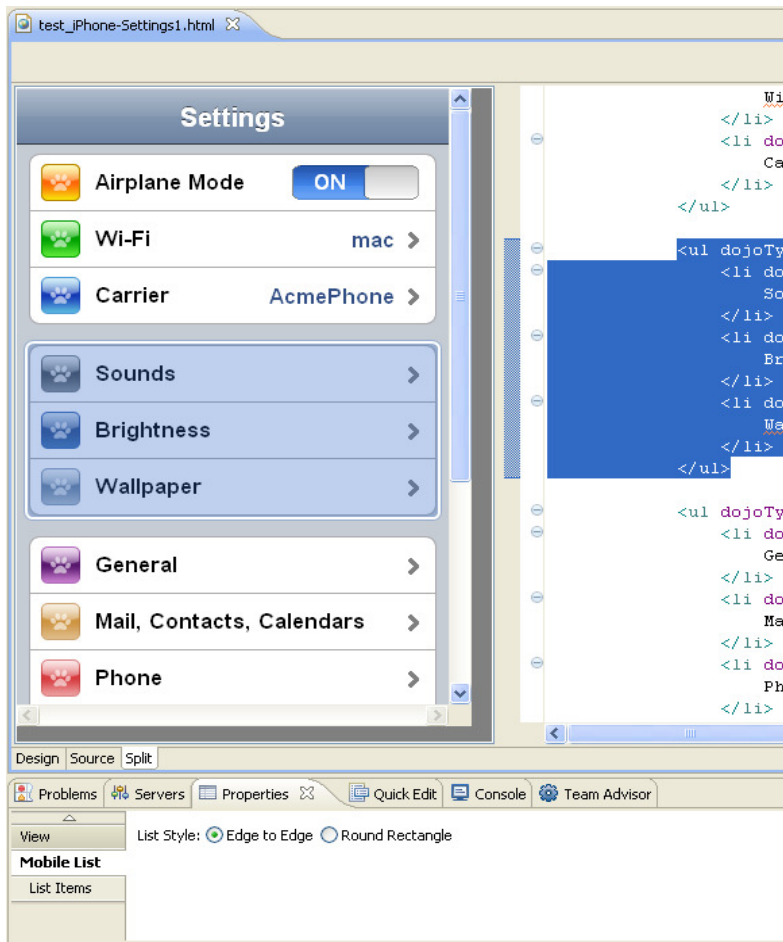 test_iPhone-Settings1.html
Settings
Airplane Mode ON
Wi-Fi mac
Carrier AcmePhone
Sounds
Brightness
Wallpaper
General
Mail, Contacts, Calendars
Phone
Wi
</li>
<li do
Ca
</li>
</ul>
<ul dojoTy
<li do
So
</li>
<li do
Br
</li>
<li do
Wa
</li>
</ul>
<ul dojoTy
<li do
Ge
</li>
<li do
Ma
</li>
<li do
Ph
</li>
Design Source Split
Problems Servers Properties Quick Edit Console Team Advisor
View
Mobile List
List Items
List Style: Edge to Edge Round Rectangle